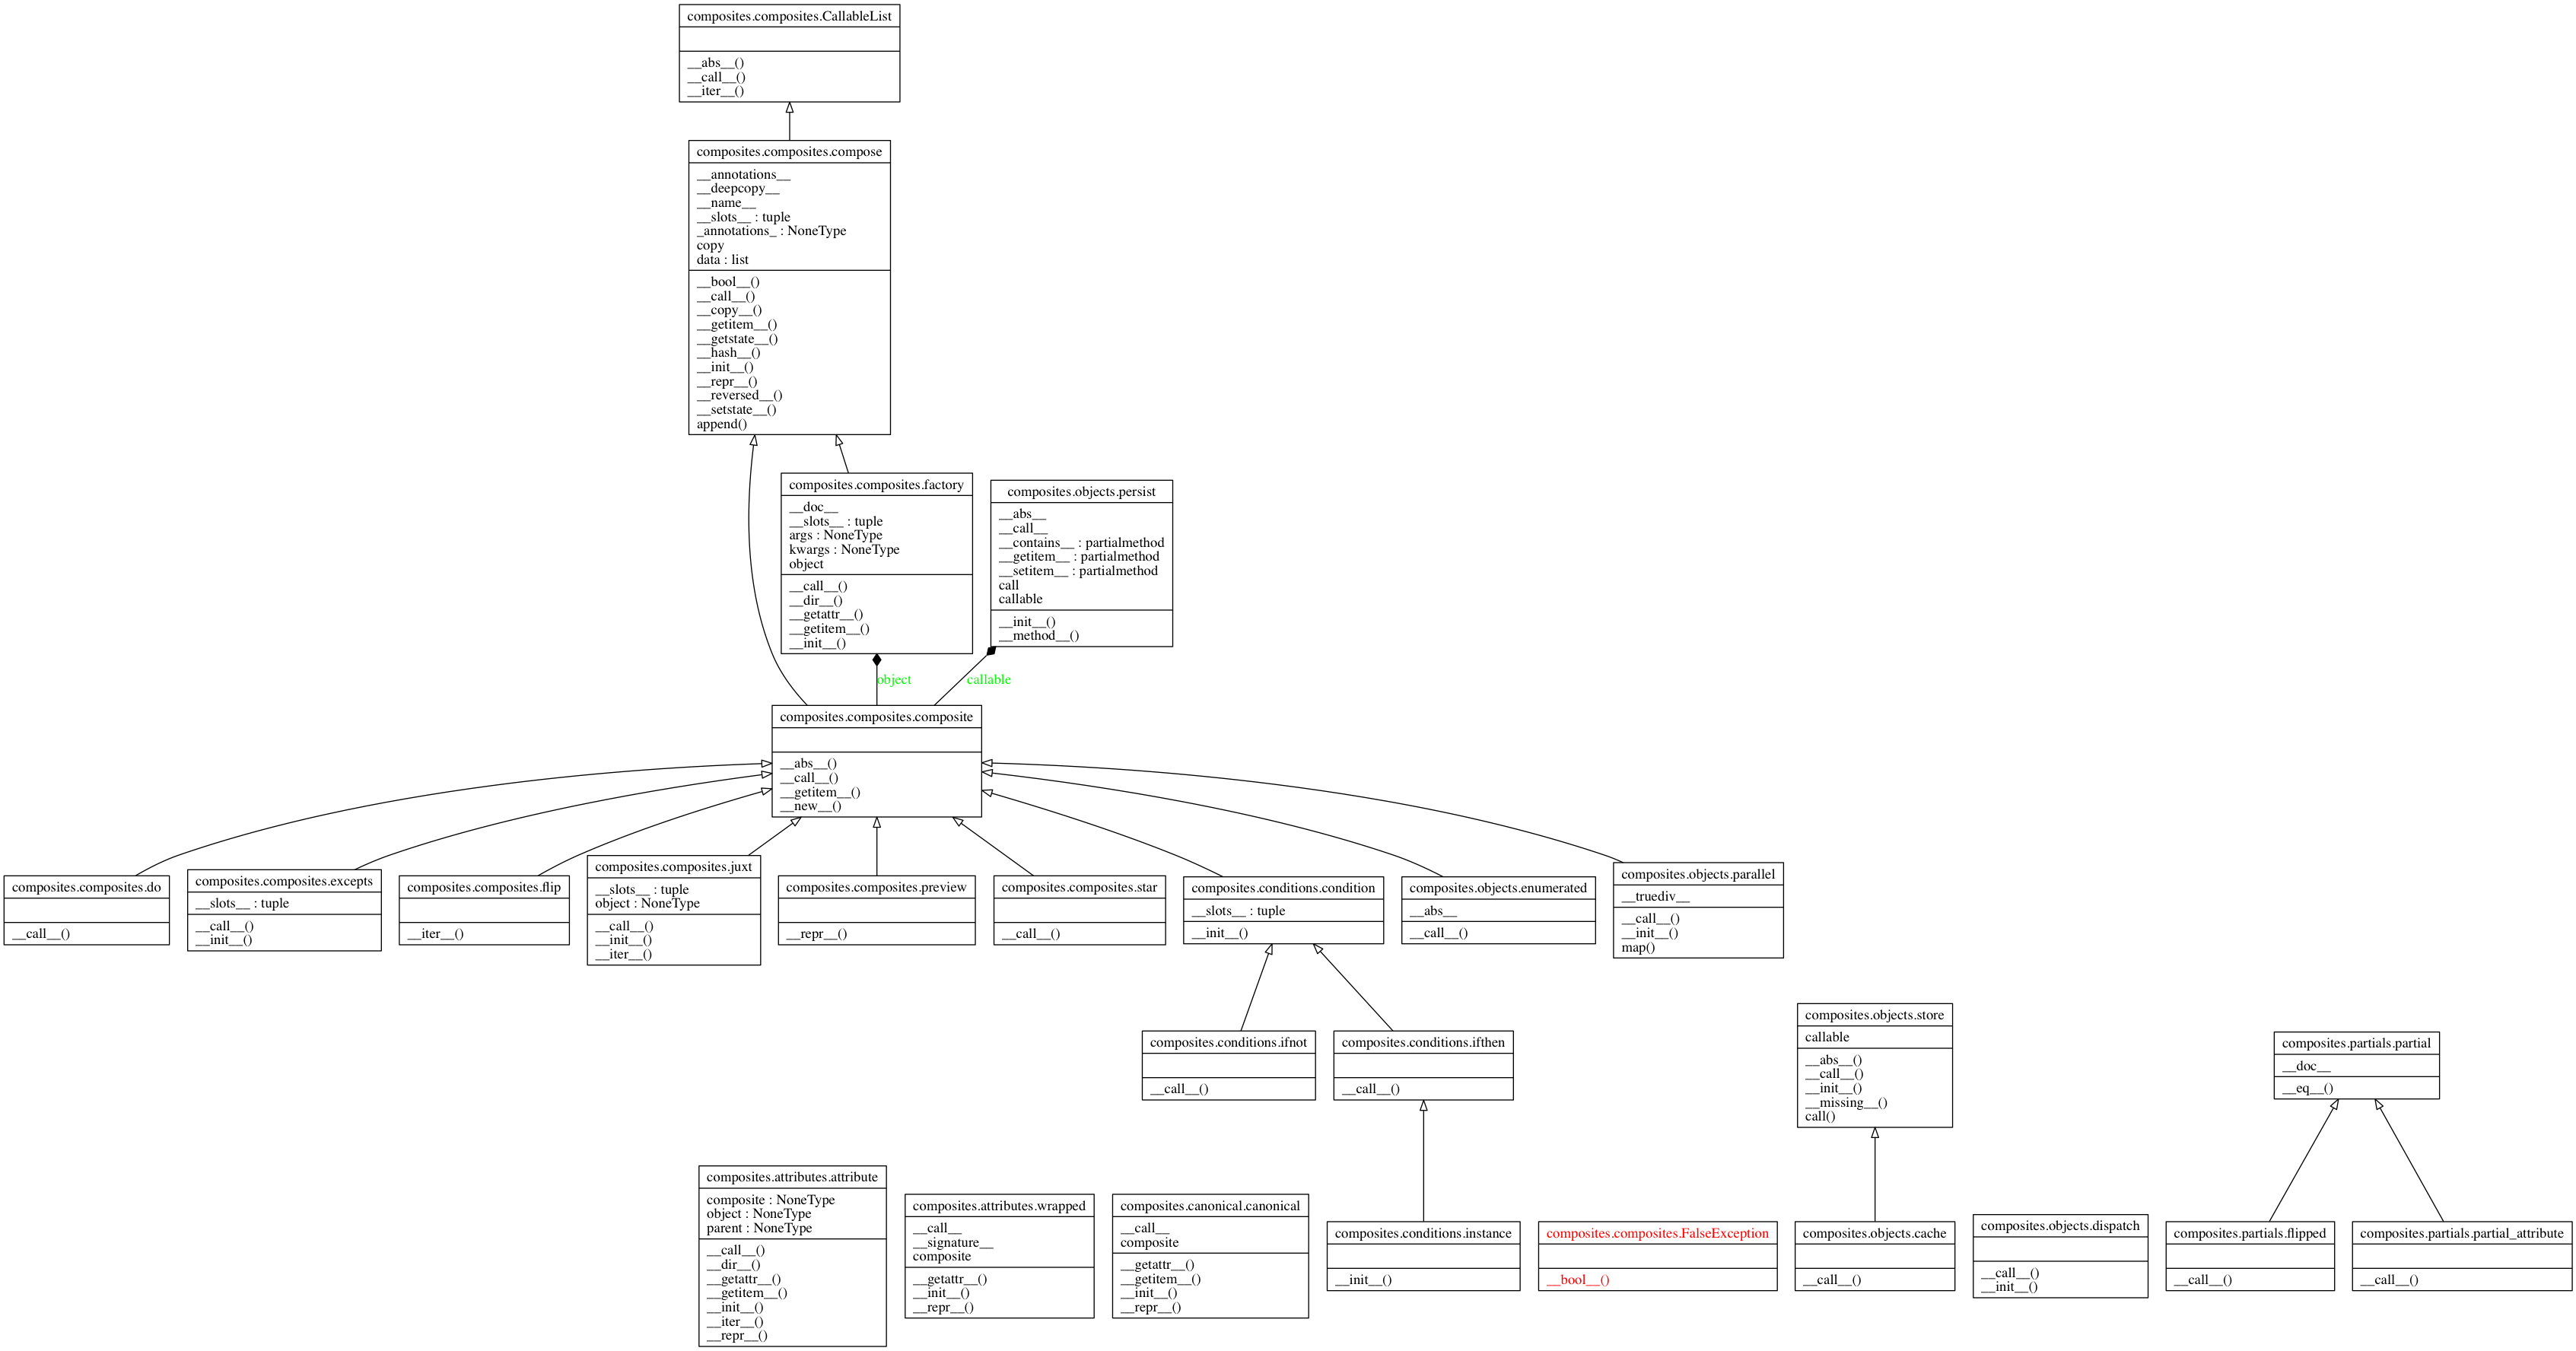 composites.composites.CallableList
__abs__()
__call__()
__iter__()
composites.composites.compose
__annotations__
__deepcopy__
__name__
__slots__ : tuple
_annotations_ : NoneType
copy
data : list
__bool__()
__call__()
__copy__()
__getitem__()
__getstate__()
__hash__()
__init__()
__repr__()
__reversed__()
__setstate__()
append()
composites.composites.factory
__doc__
__slots__ : tuple
args : NoneType
kwargs : NoneType
object
__call__()
__dir__()
__getattr__()
__getitem__()
__init__()
composites.objects.persist
__abs__
__call__
__contains__ : partialmethod
__getitem__ : partialmethod
__setitem__ : partialmethod
call
callable
__init__()
__method__()
object
callable
composites.composites.composite
__abs__()
__call__()
__getitem__()
__new__()
composites.composites.do
__call__()
composites.composites.excepts
__slots__ : tuple
__call__()
__init__()
composites.composites.flip
__iter__()
composites.composites.juxt
__slots__ : tuple
object : NoneType
__call__()
__init__()
__iter__()
composites.composites.preview
__repr__()
composites.composites.star
__call__()
composites.conditions.condition
__slots__ : tuple
__init__()
composites.objects.enumerated
__abs__
__call__()
composites.objects.parallel
__truediv__
__call__()
__init__()
map()
composites.conditions.ifnot
__call__()
composites.conditions.ifthen
__call__()
composites.objects.store
callable
__abs__()
__call__()
__init__()
__missing__()
call()
composites.partials.partial
__doc__
__eq__()
composites.attributes.attribute
composite : NoneType
object : NoneType
parent : NoneType
__call__()
__dir__()
__getattr__()
__getitem__()
__init__()
__iter__()
__repr__()
composites.attributes.wrapped
__call__
__signature__
composite
__getattr__()
__init__()
__repr__()
composites.canonical.canonical
__call__
composite
__getattr__()
__getitem__()
__init__()
__repr__()
composites.conditions.instance
__init__()
composites.composites.FalseException
__bool__()
composites.objects.cache
__call__()
composites.objects.dispatch
__call__()
__init__()
composites.partials.flipped
__call__()
composites.partials.partial_attribute
__call__()